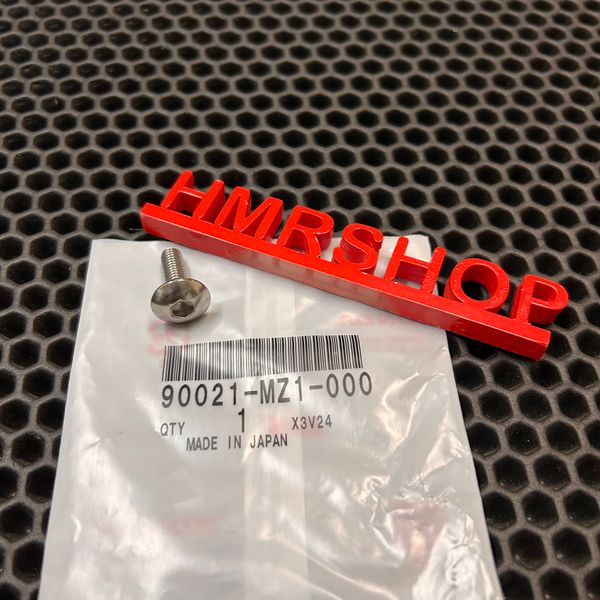 HMRSHOP
90021-MZ1-000
QTY 1 X3V24
MADE IN JAPAN